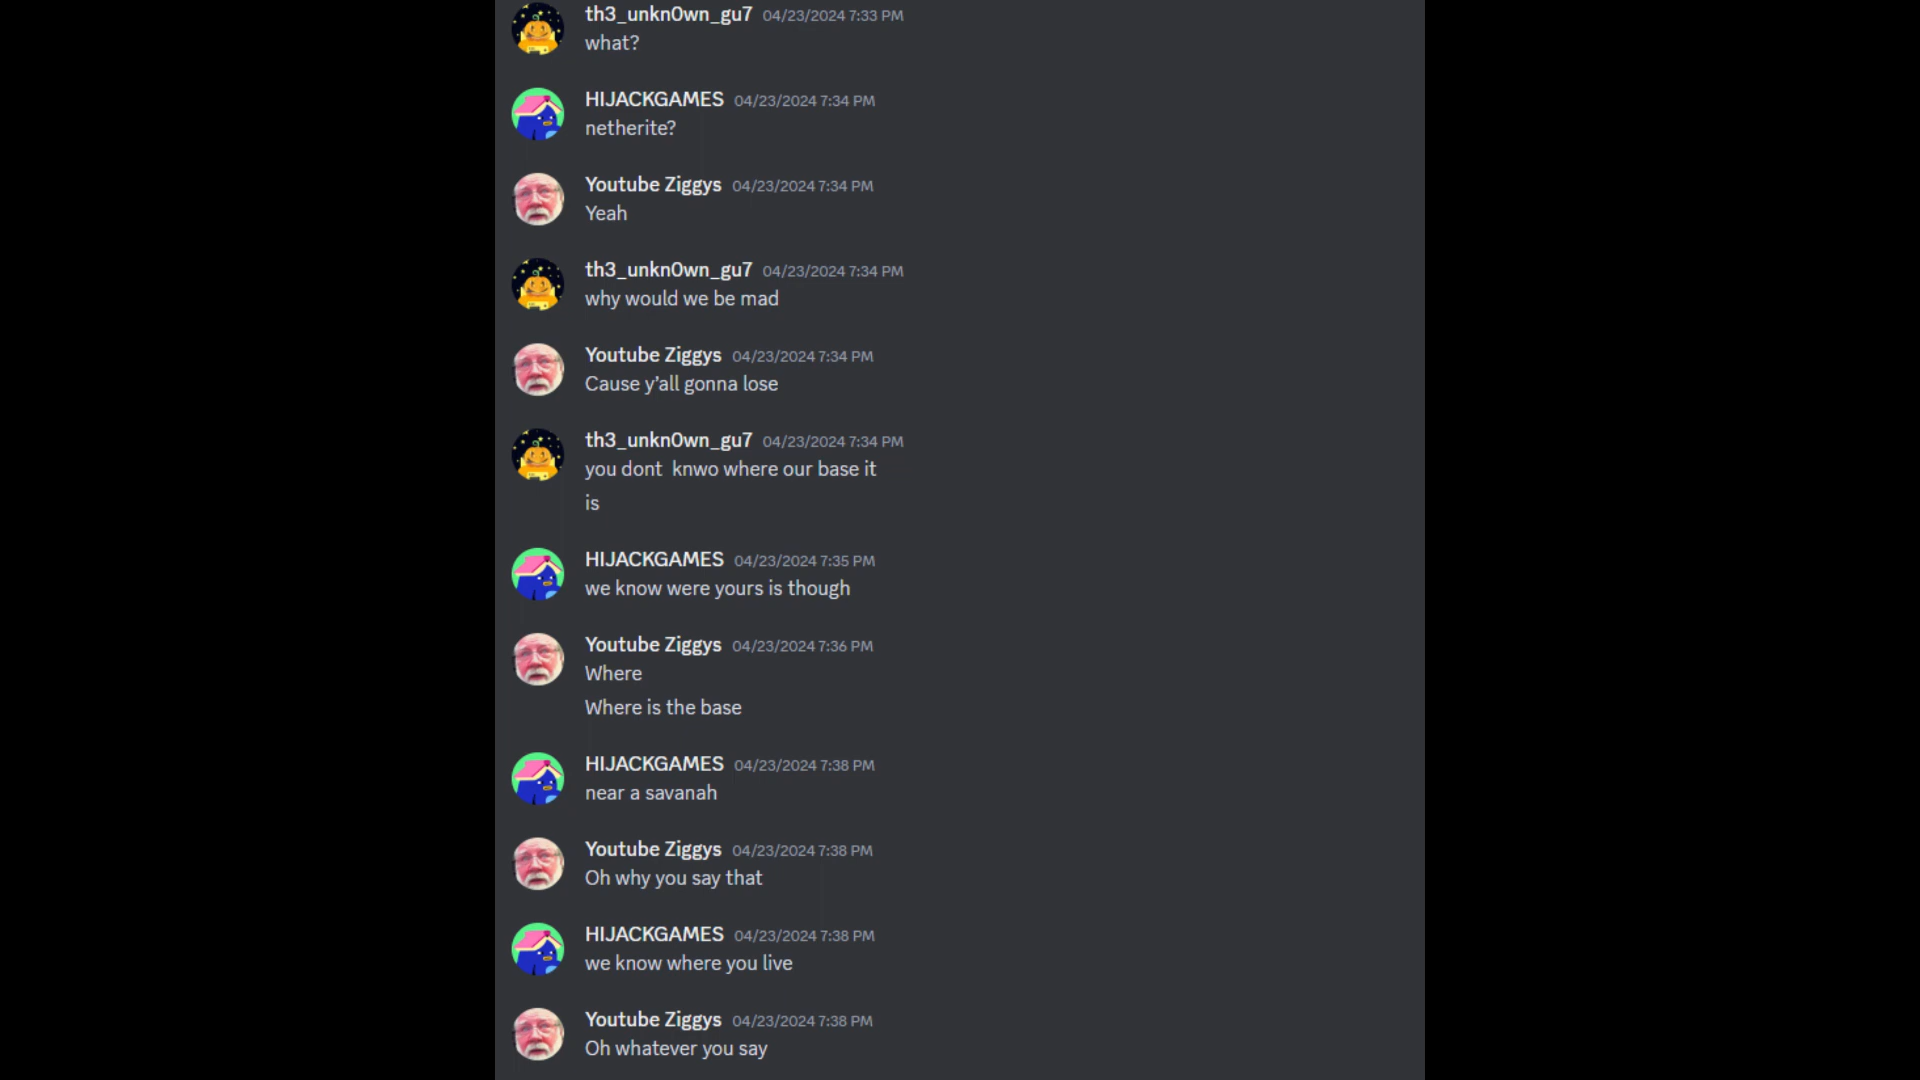 th3_unkn0wn_gu7 04/23/2024 7:33 PM
what?
HIJACKGAMES 04/23/2024 7:34 PM
netherite?
Youtube Ziggys 04/23/2024 7:34 PM
Yeah
th3_unkn0wn_gu7 04/23/2024 7:34 PM
why would we be mad
Youtube Ziggys 04/23/2024 7:34 PM
Cause y’all gonna lose
th3_unkn0wn_gu7 04/23/2024 7:34 PM
you dont  knwo where our base it
is
HIJACKGAMES 04/23/2024 7:35 PM
we know were yours is though
Youtube Ziggys 04/23/2024 7:36 PM
Where
Where is the base
HIJACKGAMES 04/23/2024 7:38 PM
near a savanah
Youtube Ziggys 04/23/2024 7:38 PM
Oh why you say that
HIJACKGAMES 04/23/2024 7:38 PM
we know where you live
Youtube Ziggys 04/23/2024 7:38 PM
Oh whatever you say